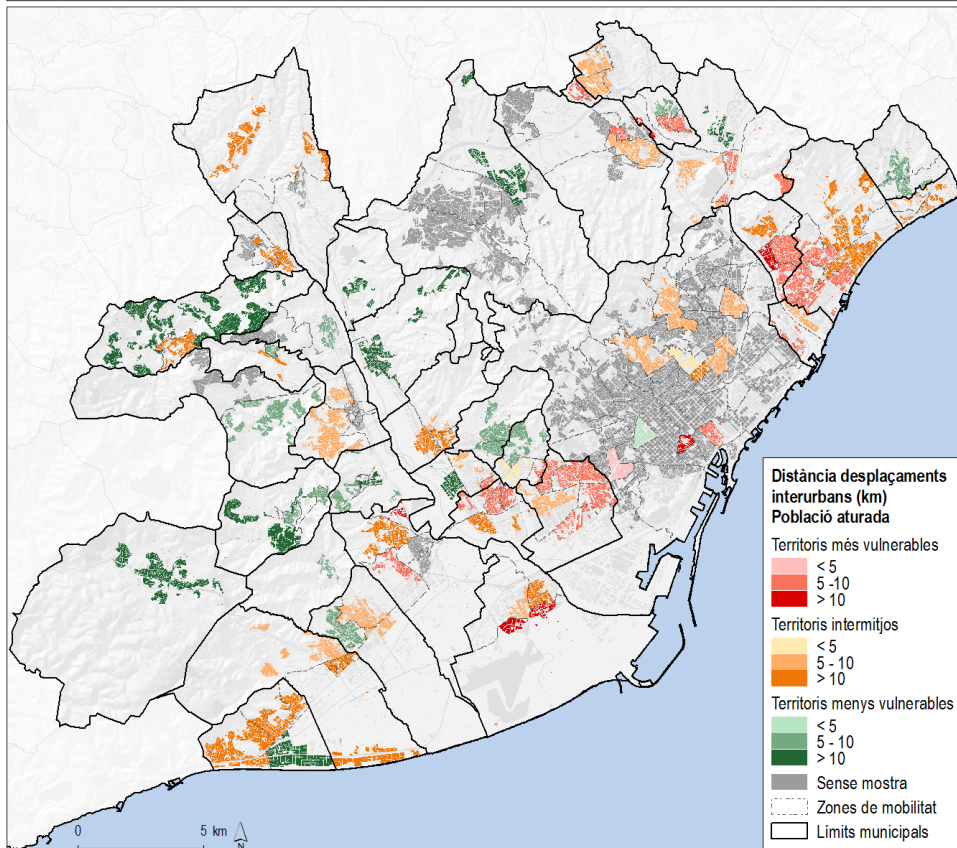 Distància desplaçaments
interurbans (km)
Població aturada
Territoris més vulnerables
< 5
5 -10
> 10
Territoris intermitjos
< 5
5 -10
> 10
Territoris menys vulnerables
< 5
5 - 10
> 10
Sense mostra
Zones de mobilitat
Límits municipals
0 5 km
N